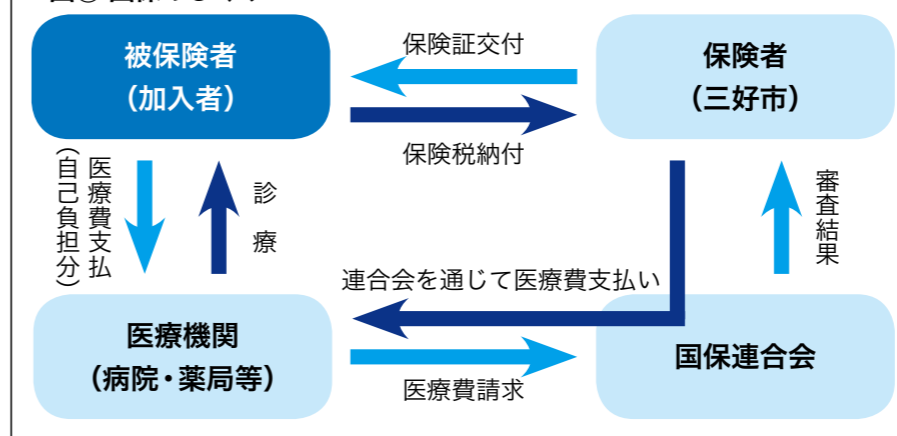 被保険者
（加入者）
保険証交付
保険税納付
保険者
（三好市）
医療費支払
（自己負担分）
診療
連合会を通じて医療費支払い
審査結果
医療機関
（病院・薬局等）
医療費請求
国保連合会